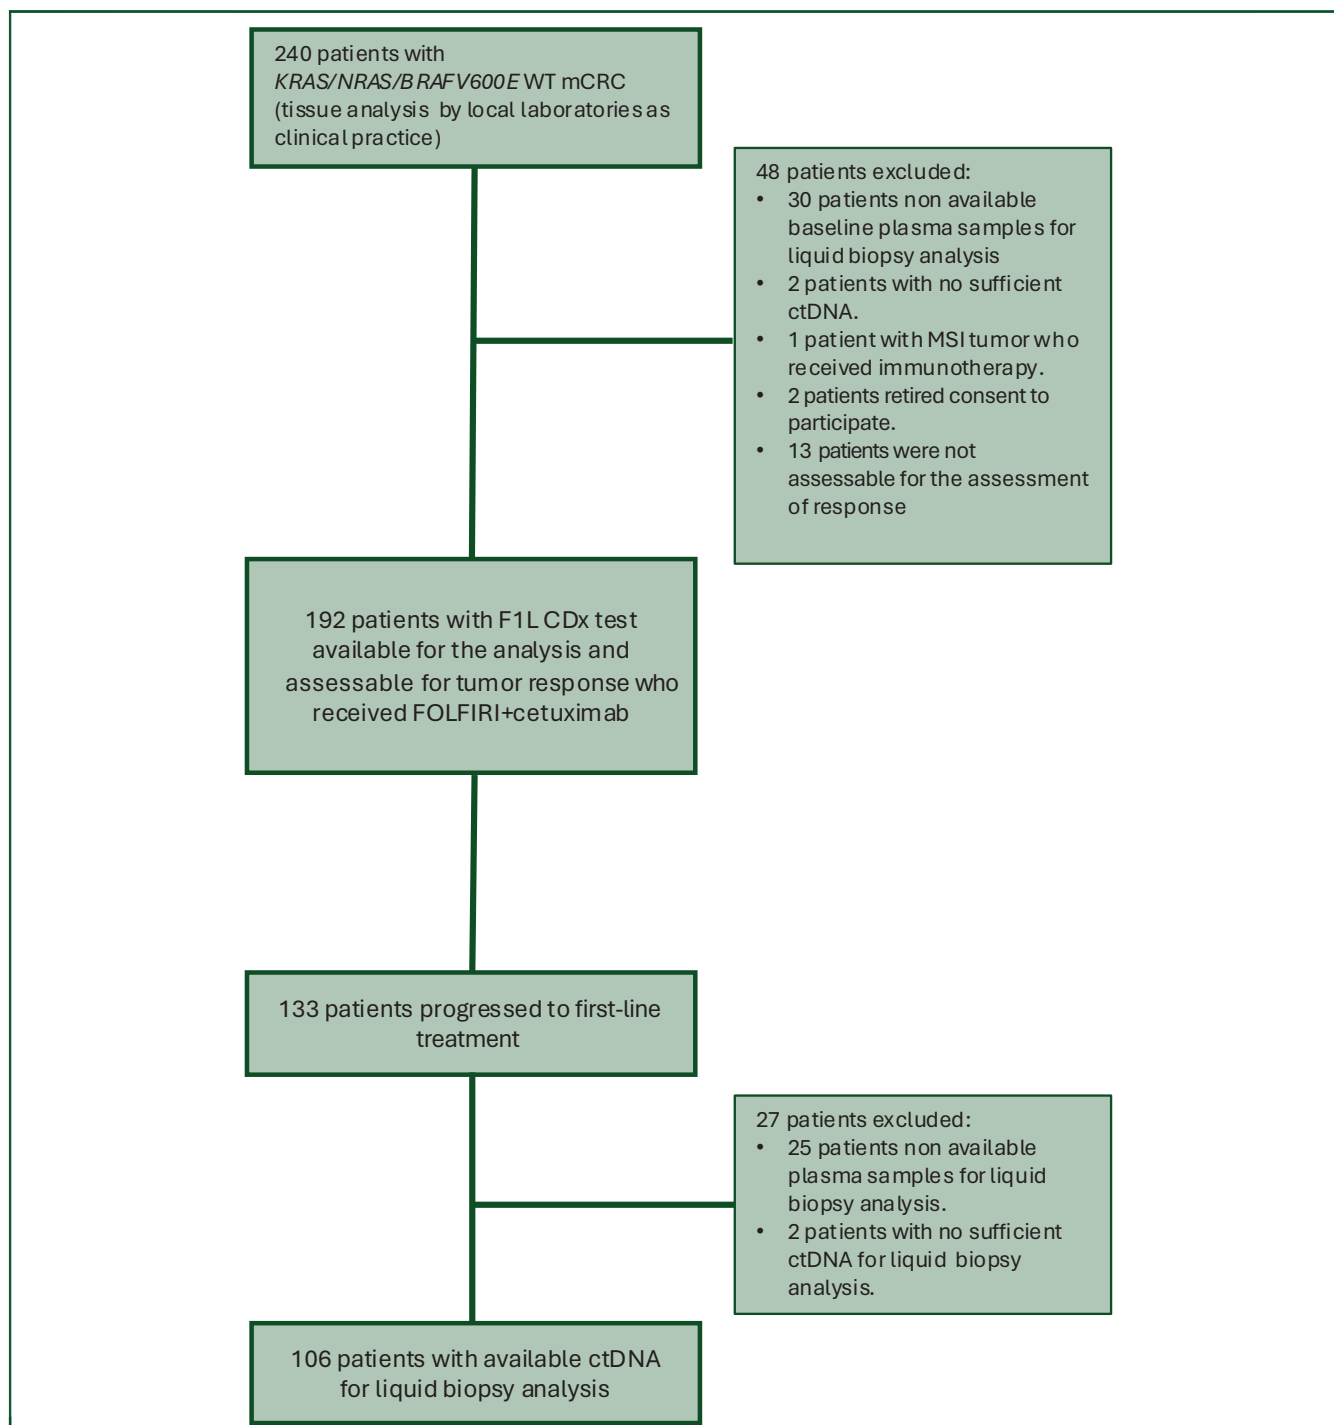 240 patients with
KRAS/NRAS/BRAFV600E WT mCRC
(tissue analysis by local laboratories as
clinical practice)
48 patients excluded:
• 30 patients non available
baseline plasma samples for
liquid biopsy analysis
• 2 patients with no sufficient
ctDNA.
• 1 patient with MSI tumor who
received immunotherapy.
• 2 patients retired consent to
participate.
• 13 patients were not
assessable for the assessment
of response
192 patients with F1L CDx test
available for the analysis and
assessable for tumor response who
received FOLFIRI+cetuximab
133 patients progressed to first-line
treatment
27 patients excluded:
• 25 patients non available
plasma samples for liquid
biopsy analysis.
• 2 patients with no sufficient
ctDNA for liquid biopsy
analysis.
106 patients with available ctDNA
for liquid biopsy analysis